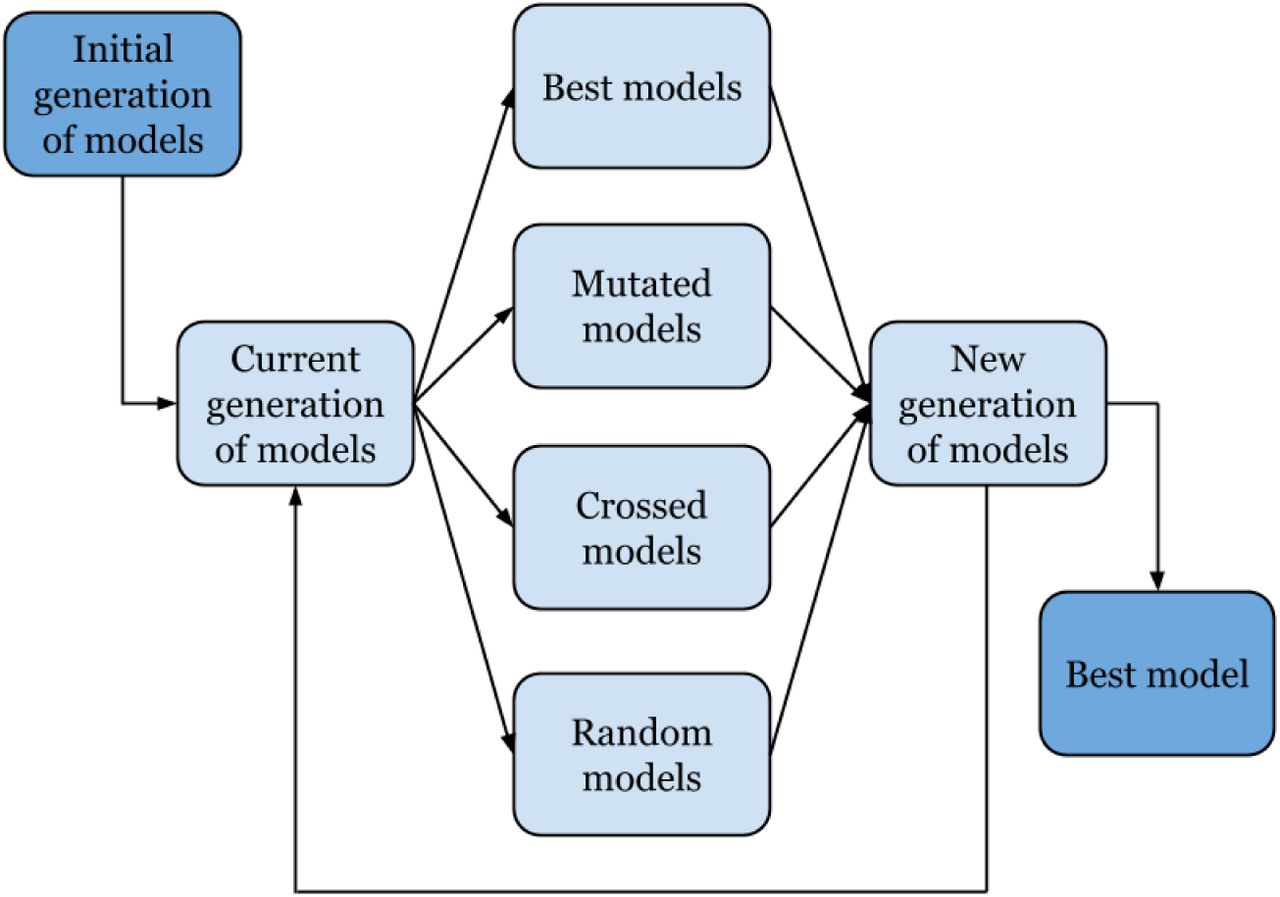 Initial
generation
of models
Best models
Mutated
models
Current
generation
of models
New
generation
of models
Crossed
models
Best model
Random
models